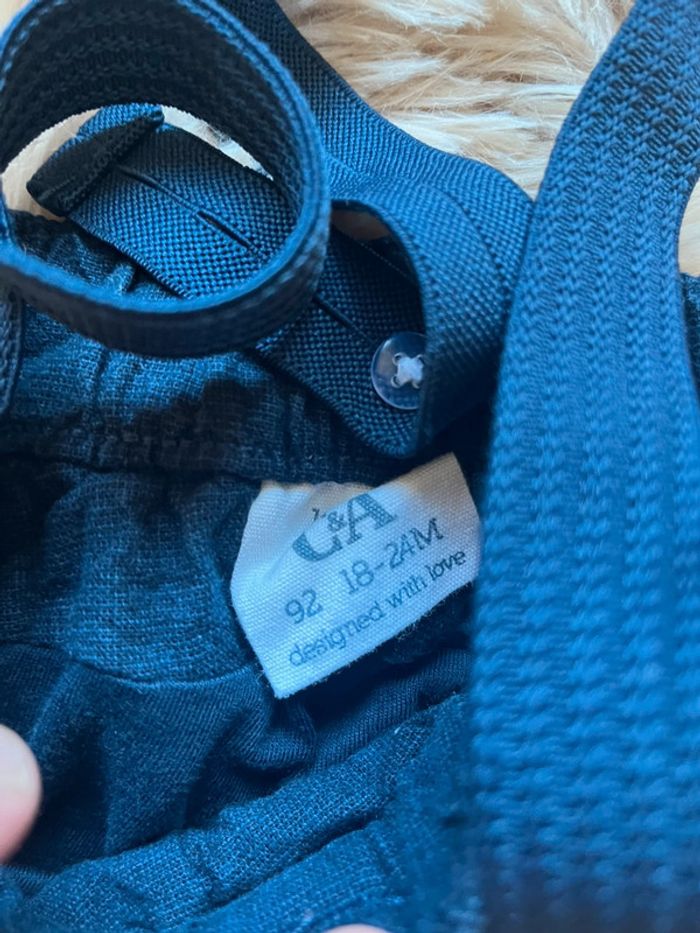 C&A
92 18-24M
designed with love